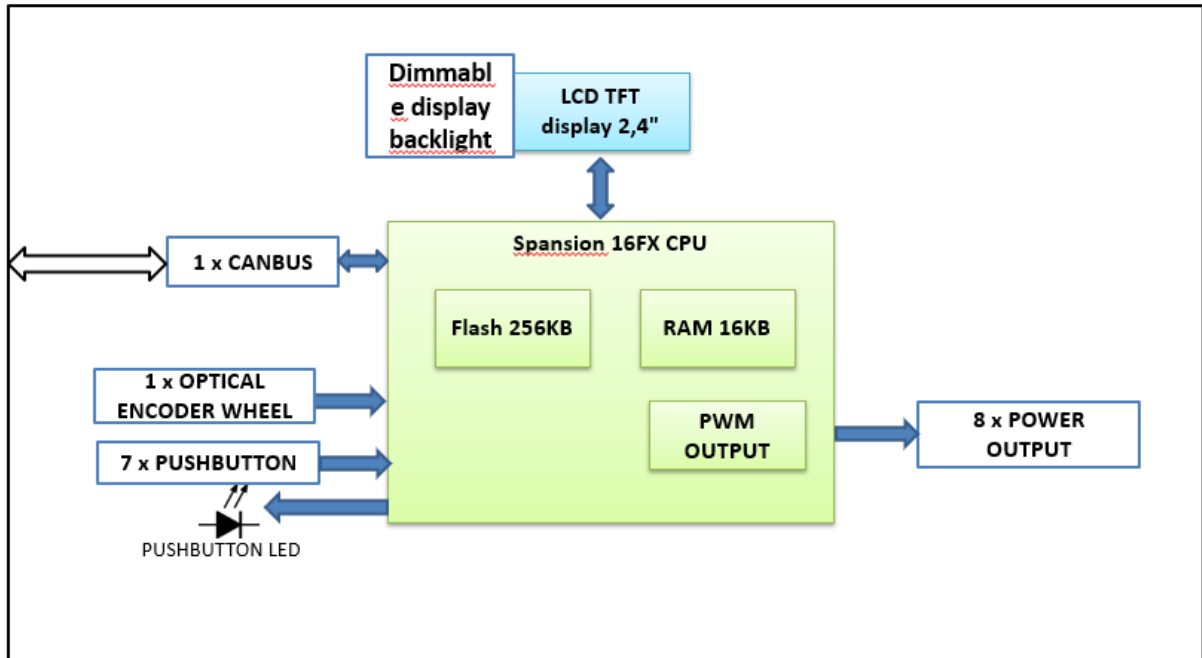 Dimmabl
e display
backlight
LCD TFT
display 2,4"
Spansion 16FX CPU
1 x CANBUS
Flash 256KB
RAM 16KB
1 x OPTICAL
ENCODER WHEEL
PWM
OUTPUT
8 x POWER
OUTPUT
7 x PUSHBUTTON
PUSHBUTTON LED